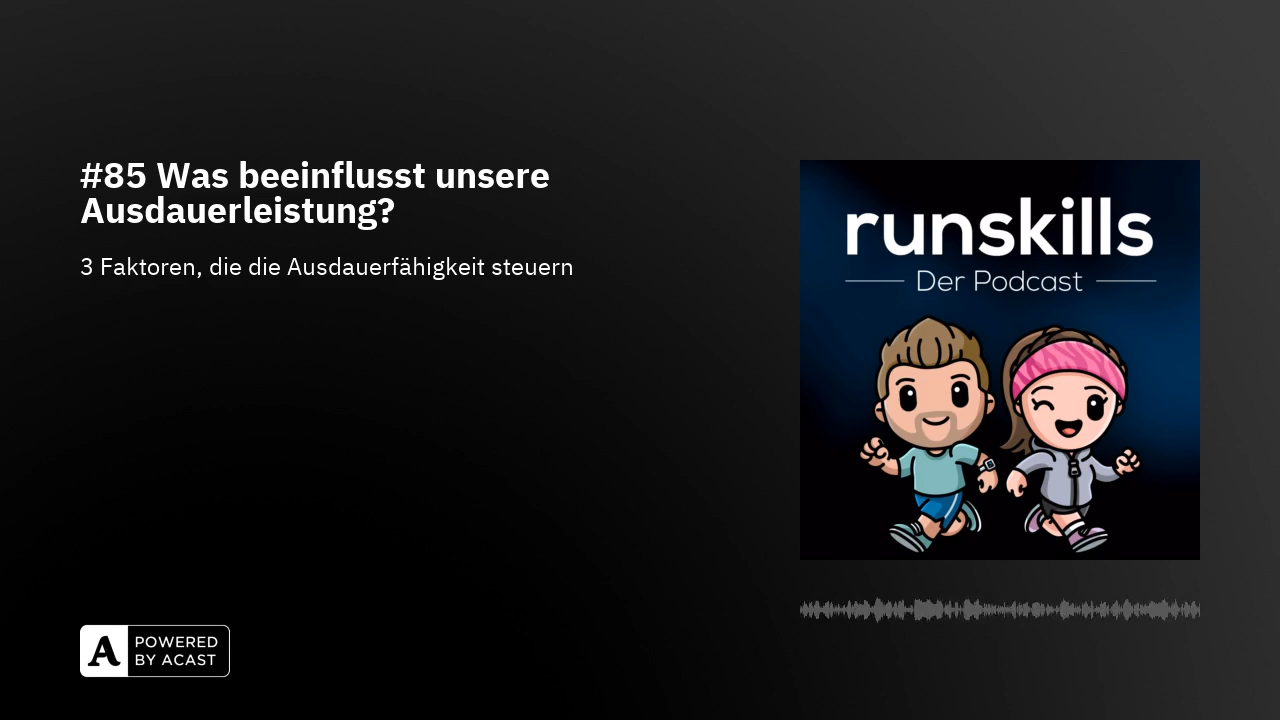 #85 Was beeinflusst unsere
Ausdauerleistung?
3 Faktoren, die die Ausdauerfähigkeit steuern
runskills
Der Podcast
A POWERED
BY ACAST